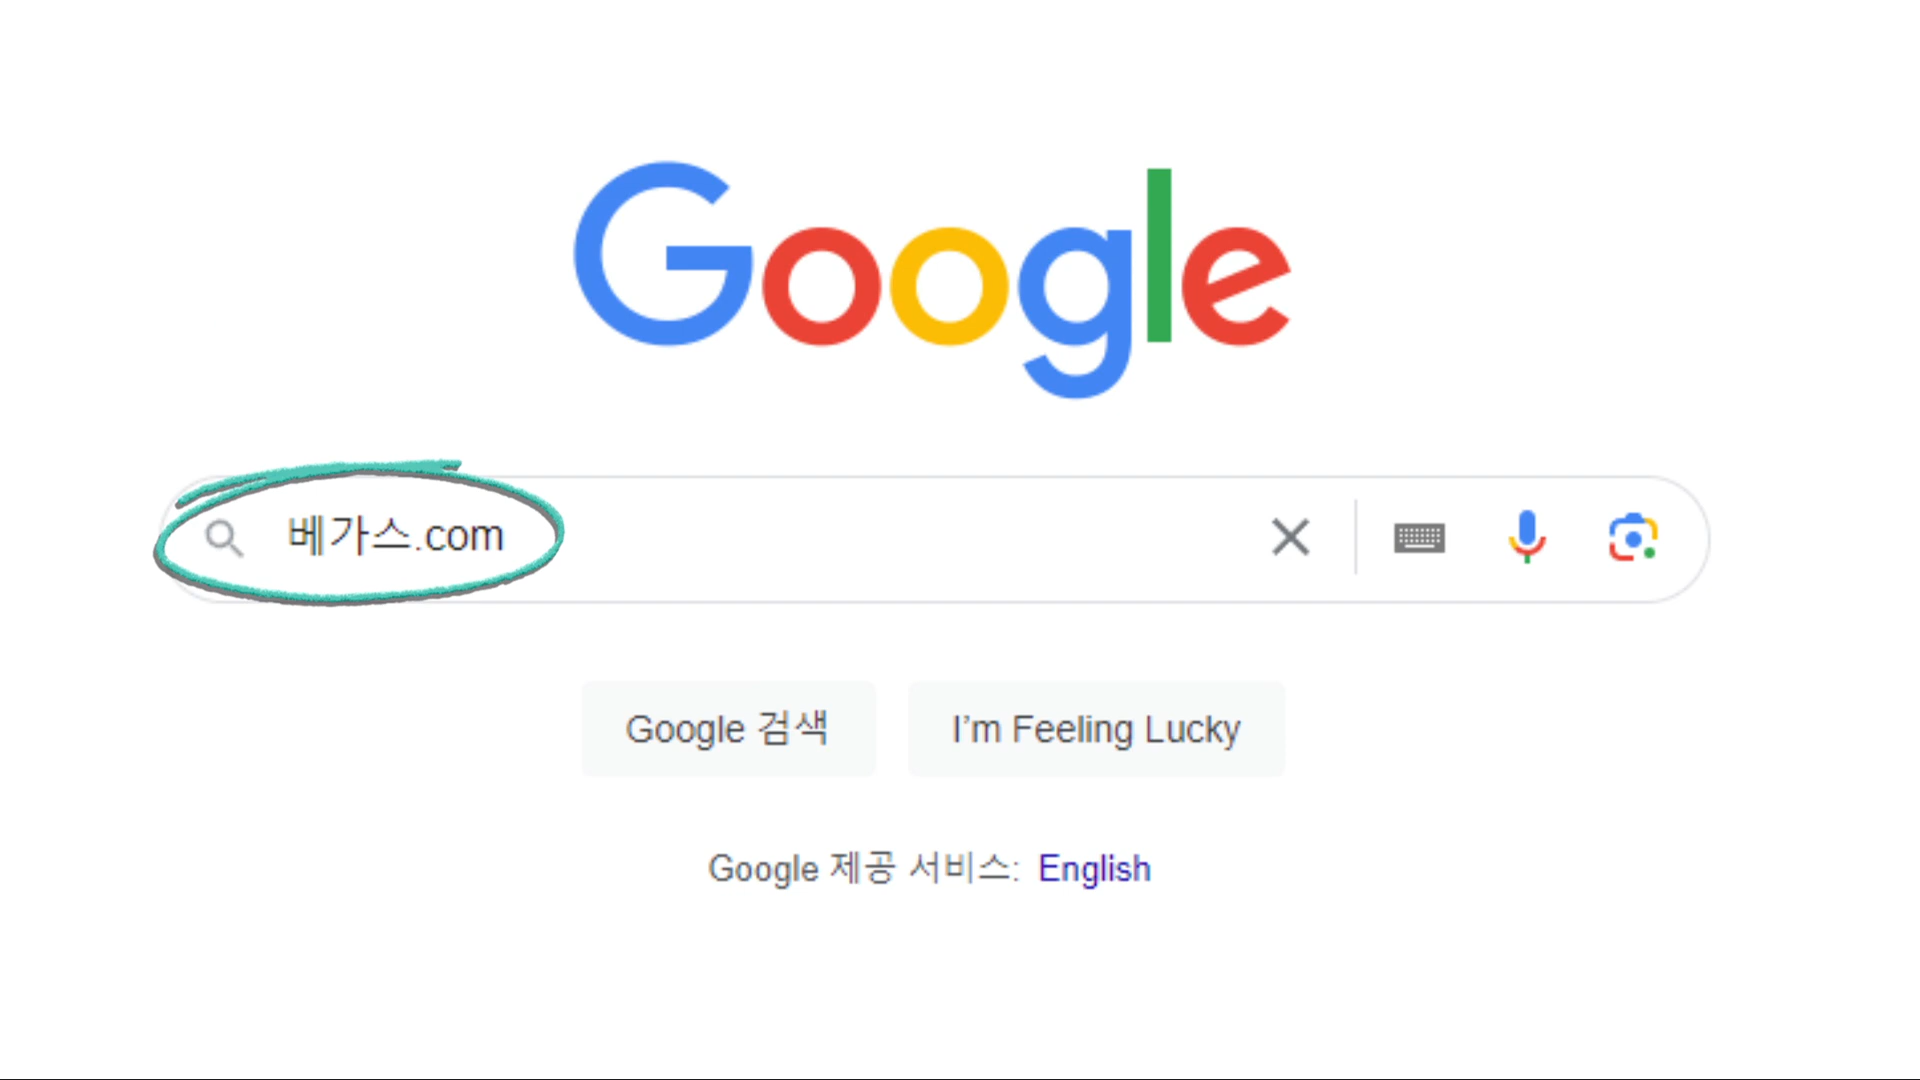 Google
베가스.com
Google 검색
I’m Feeling Lucky
Google 제공 서비스: English